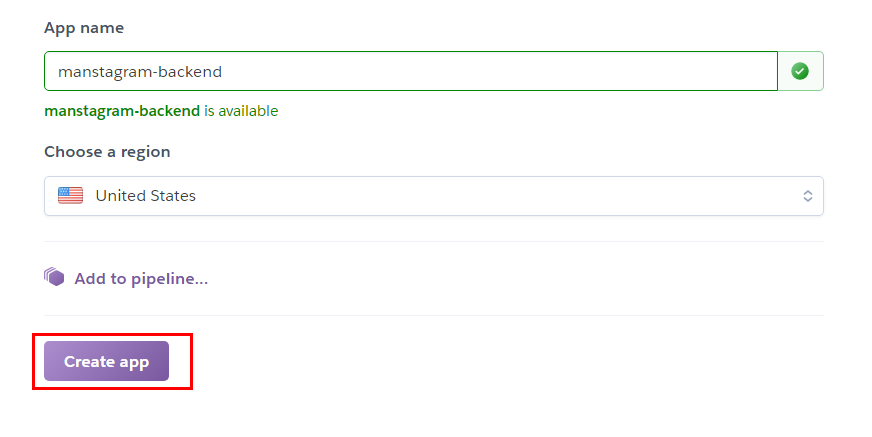 App name
manstagram-backend
manstagram-backend is available
Choose a region
United States
Add to pipeline...
Create app